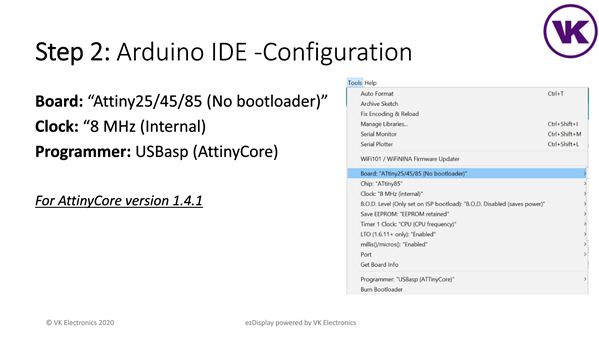 VK
Step 2: Arduino IDE -Configuration
Board: “Attiny25/45/85 (No bootloader)”
Clock: “8 MHz (Internal)
Programmer: USBasp (AttinyCore)
For AttinyCore version 1.4.1
Tools Help
Auto Format Ctrl+T
Archive Sketch
Fix Encoding & Reload
Manage Libraries... Ctrl+Shift+I
Serial Monitor Ctrl+Shift+M
Serial Plotter Ctrl+Shift+L
WiFi101 / WiFiNINA Firmware Updater
Board: "ATtiny25/45/85 (No bootloader)"
Chip: "ATtiny85"
Clock: "8 MHz (internal)"
B.O.D. Level (Only set on ISP bootload): "B.O.D. Disabled (saves power)"
Save EEPROM: "EEPROM retained"
Timer 1 Clock: "CPU (CPU frequency)"
LTO (1.6.11+ only): "Enabled"
millis()/micros(): "Enabled"
Port
Get Board Info
Programmer: "USBasp (ATTinyCore)"
Burn Bootloader
© VK Electronics 2020
ezDisplay powered by VK Electronics